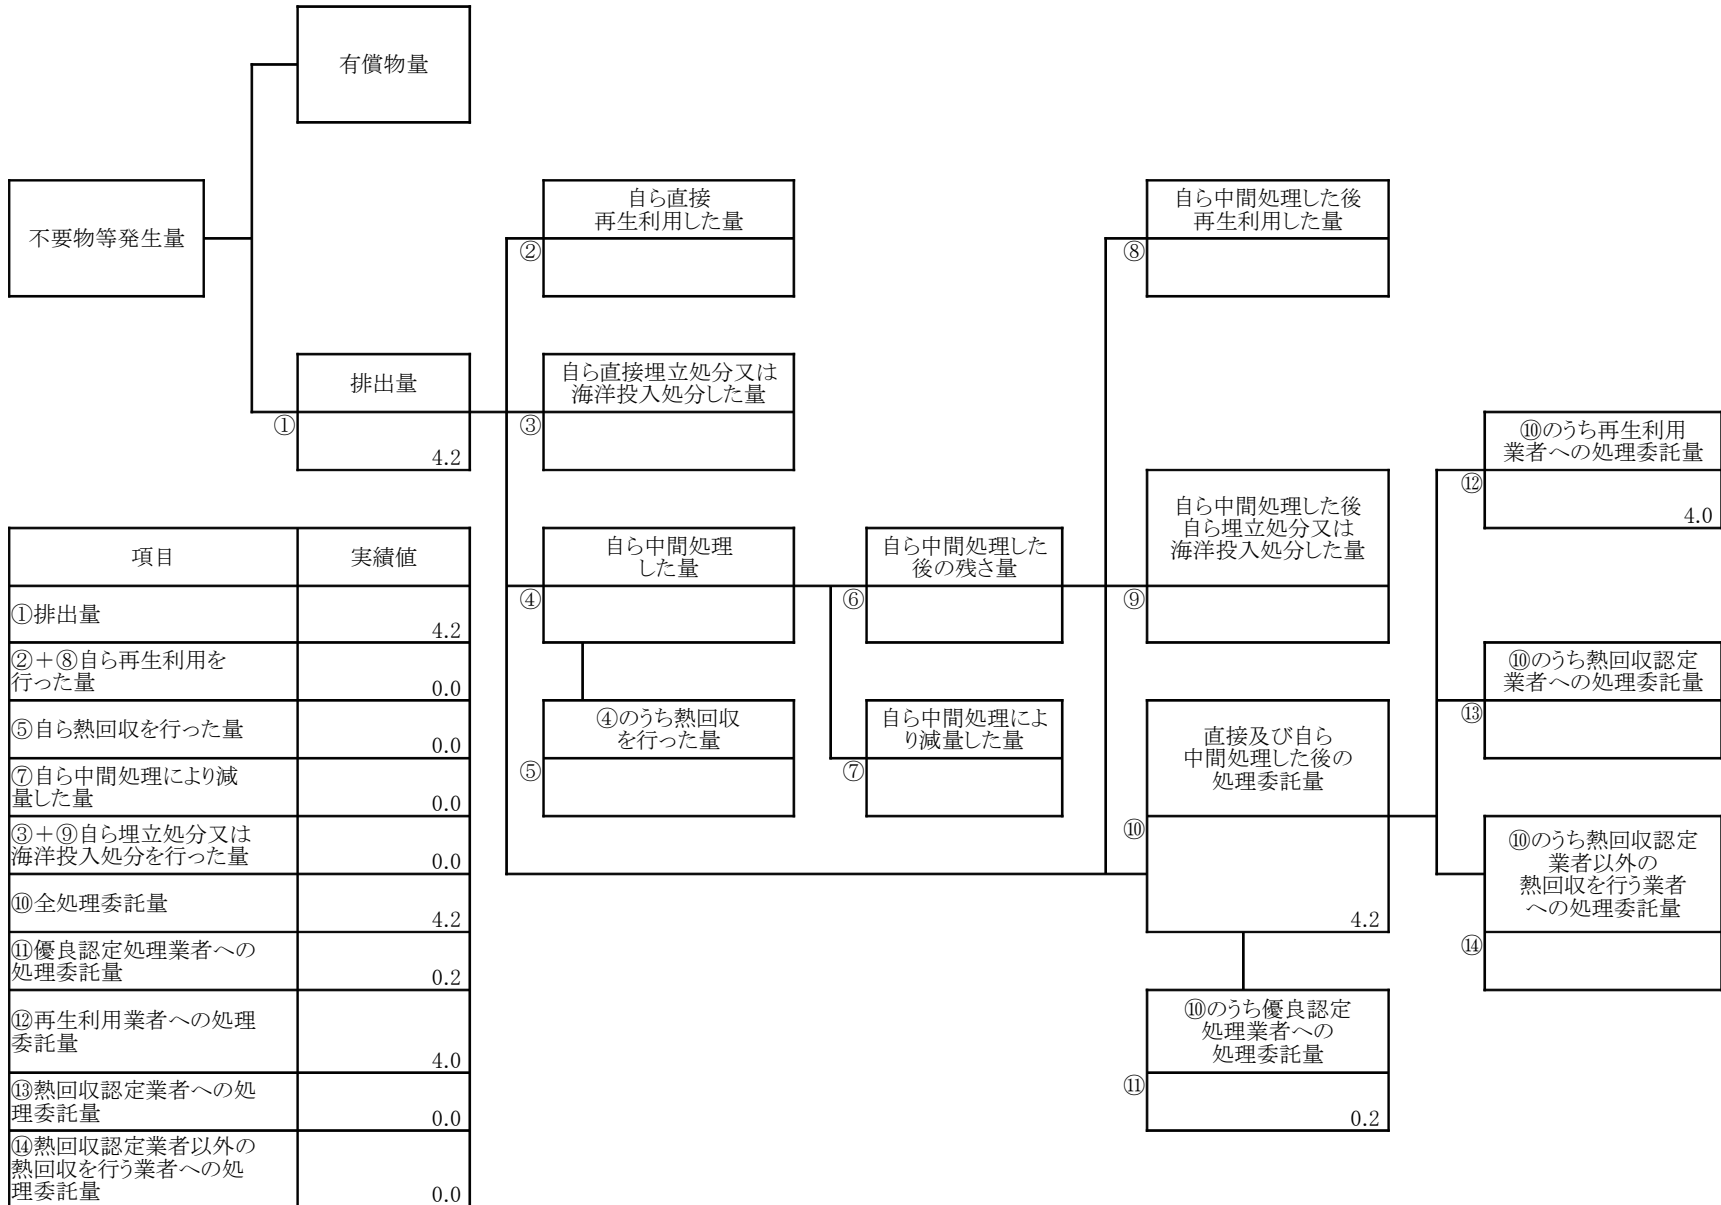 有償物量
不要物等発生量
自ら直接
再生利用した量
②
自ら中間処理した後
再生利用した量
⑧
排出量
①
4.2
自ら直接埋立処分又は
海洋投入処分した量
③
⑩のうち再生利用
業者への処理委託量
⑫
4.0
自ら中間処理
した量
④
自ら中間処理した
後の残さ量
⑥
自ら中間処理した後
自ら埋立処分又は
海洋投入処分した量
⑨
⑩のうち熱回収認定
業者への処理委託量
⑬
④のうち熱回収
を行った量
⑤
自ら中間処理によ
り減量した量
⑦
直接及び自ら
中間処理した後の
処理委託量
⑩
4.2
⑩のうち熱回収認定
業者以外の
熱回収を行う業者
への処理委託量
⑭
⑩のうち優良認定
処理業者への
処理委託量
⑪
0.2
項目
実績値
①排出量
4.2
②＋⑧自ら再生利用を
行った量
0.0
⑤自ら熱回収を行った量
0.0
⑦自ら中間処理により減
量した量
0.0
③＋⑨自ら埋立処分又は
海洋投入処分を行った量
0.0
⑩全処理委託量
4.2
⑪優良認定処理業者への
処理委託量
0.2
⑫再生利用業者への処理
委託量
4.0
⑬熱回収認定業者への処
理委託量
0.0
⑭熱回収認定業者以外の
熱回収を行う業者への処
理委託量
0.0